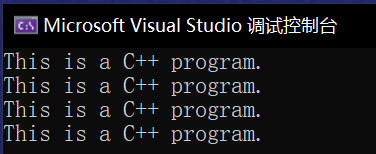 C:\
Microsoft Visual Studio 调试控制台
This is a C++ program.
This is a C++ program.
This is a C++ program.
This is a C++ program.